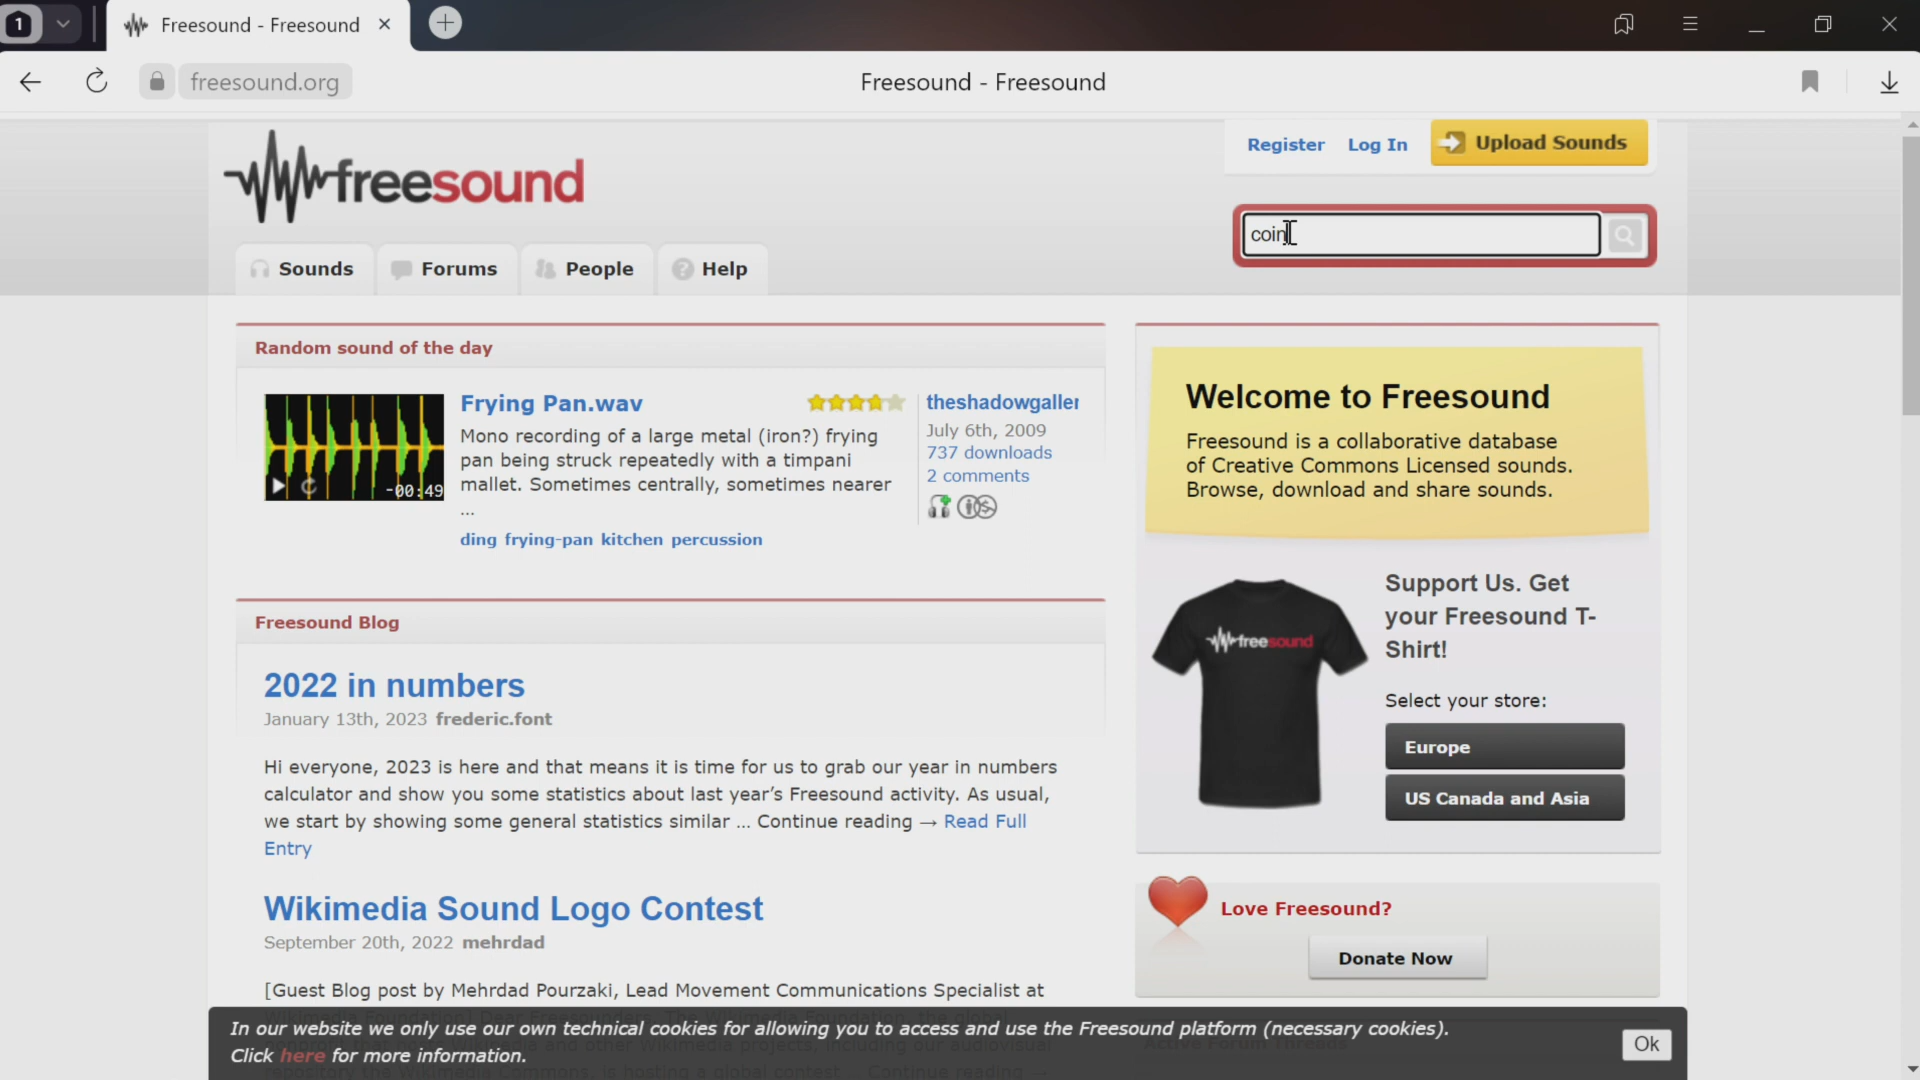 1
Freesound - Freesound
freesound.org
Freesound - Freesound
Register Log In Upload Sounds
freesound
coin
Sounds Forums People Help
Random sound of the day
Frying Pan.wav
Mono recording of a large metal (iron?) frying
pan being struck repeatedly with a timpani
mallet. Sometimes centrally, sometimes nearer
...
ding frying-pan kitchen percussion
-00:49
theshadowgaller
July 6th, 2009
737 downloads
2 comments
Welcome to Freesound
Freesound is a collaborative database
of Creative Commons Licensed sounds.
Browse, download and share sounds.
freesound
Support Us. Get
your Freesound T-
Shirt!
Select your store:
Europe
US Canada and Asia
Freesound Blog
2022 in numbers
January 13th, 2023 frederic.font
Hi everyone, 2023 is here and that means it is time for us to grab our year in numbers
calculator and show you some statistics about last year’s Freesound activity. As usual,
we start by showing some general statistics similar ... Continue reading → Read Full
Entry
Wikimedia Sound Logo Contest
September 20th, 2022 mehrdad
[Guest Blog post by Mehrdad Pourzaki, Lead Movement Communications Specialist at
Love Freesound?
Donate Now
In our website we only use our own technical cookies for allowing you to access and use the Freesound platform (necessary cookies).
Click here for more information.
Ok